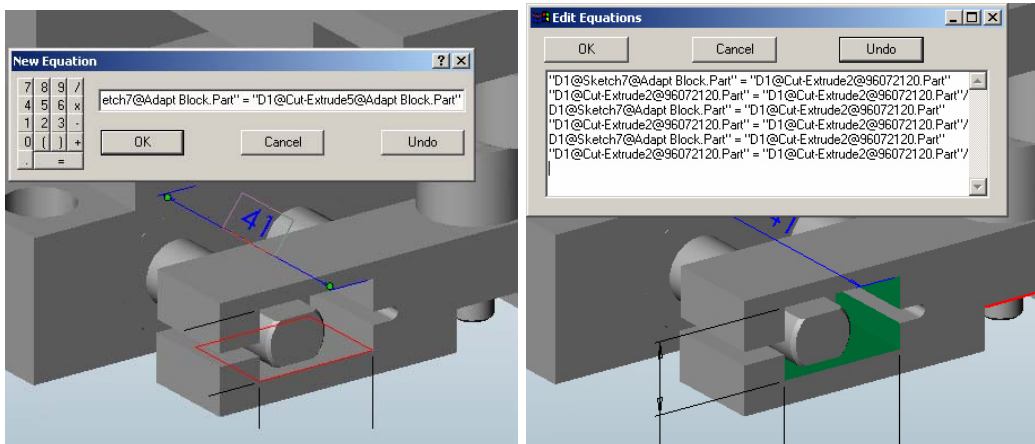 New Equation
7 8 9 /
4 5 6 x
1 2 3 -
0 ( ) +
. =
etch7@Adapt Block.Part" = "D1@Cut-Extrude5@Adapt Block.Part"
OK Cancel Undo
41
Edit Equations
OK Cancel Undo
"D1@Sketch7@Adapt Block.Part" = "D1@Cut-Extrude2@96072120.Part"
"D1@Cut-Extrude2@96072120.Part" = "D1@Cut-Extrude2@96072120.Part"/
D1@Sketch7@Adapt Block.Part" = "D1@Cut-Extrude2@96072120.Part"
"D1@Cut-Extrude2@96072120.Part" = "D1@Cut-Extrude2@96072120.Part"/
D1@Sketch7@Adapt Block.Part" = "D1@Cut-Extrude2@96072120.Part"
"D1@Cut-Extrude2@96072120.Part" = "D1@Cut-Extrude2@96072120.Part"/